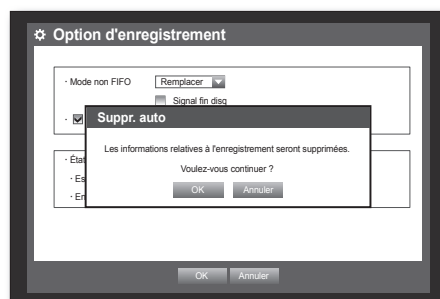 Option d'enregistrement
· Mode non FIFO
Remplacer
Signal fin disq
Suppr. auto
Les informations relatives à l'enregistrement seront supprimées.
Voulez-vous continuer ?
OK Annuler
· État
· Es
· En
OK Annuler